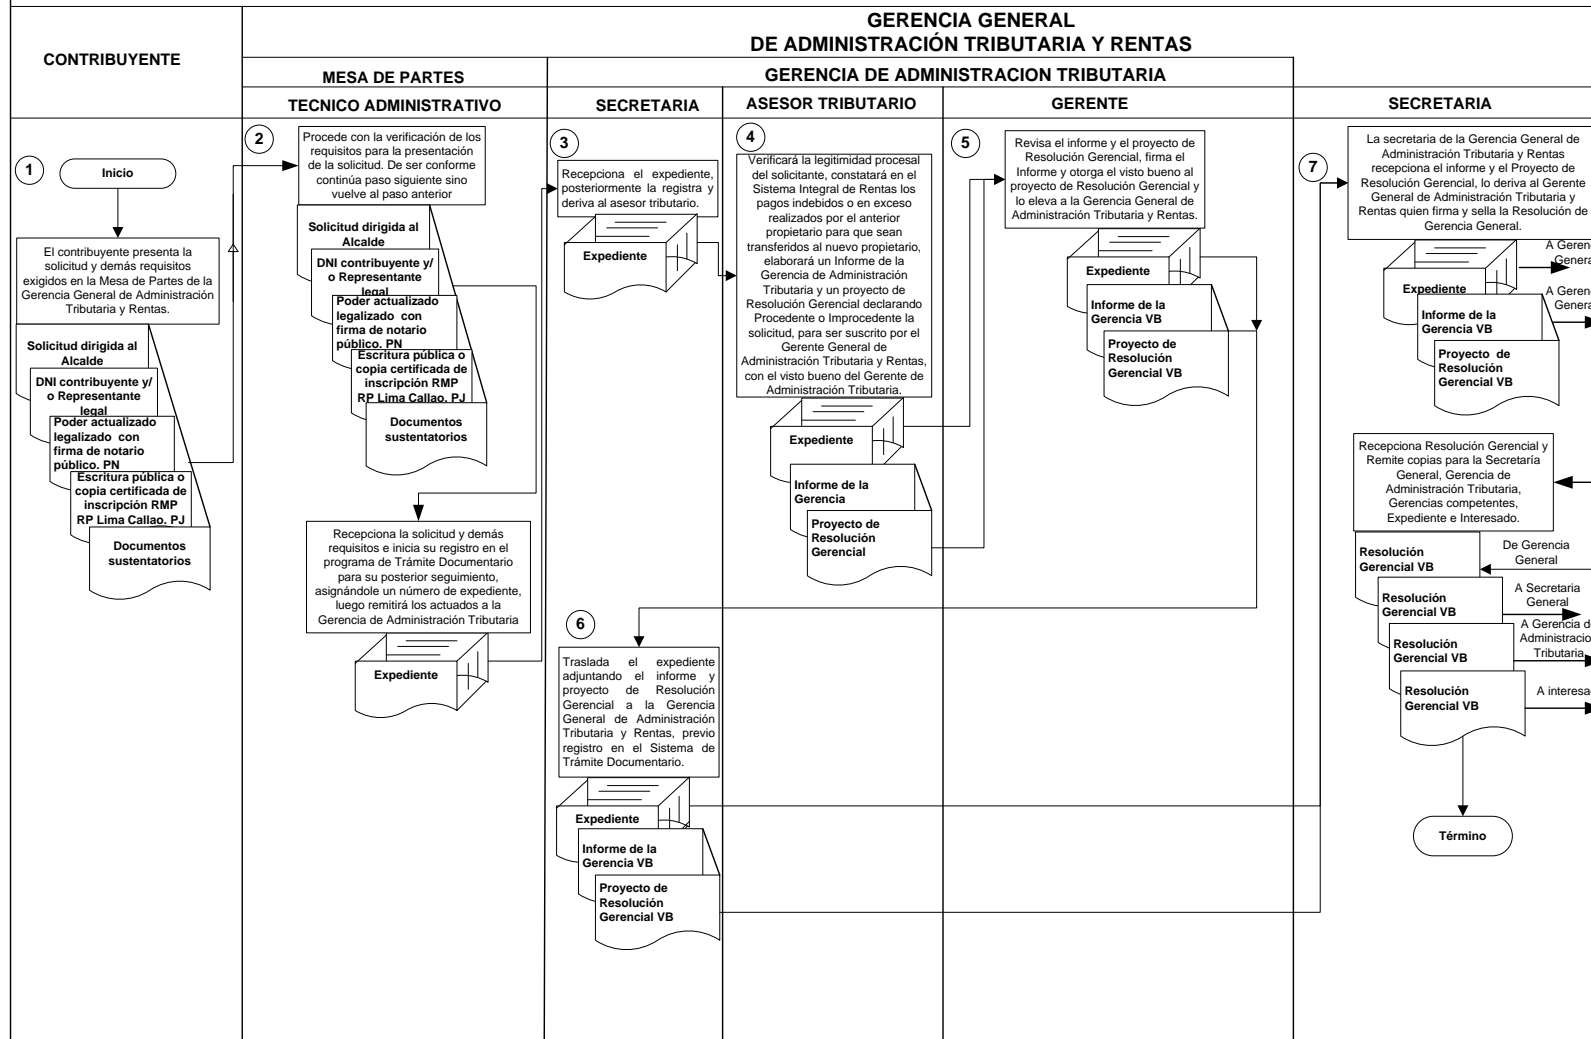 GERENCIA GENERAL
DE ADMINISTRACIÓN TRIBUTARIA Y RENTAS
CONTRIBUYENTE
MESA DE PARTES
GERENCIA DE ADMINISTRACION TRIBUTARIA
TECNICO ADMINISTRATIVO
SECRETARIA
ASESOR TRIBUTARIO
GERENTE
SECRETARIA
1
Inicio
El contribuyente presenta la
solicitud y demás requisitos
exigidos en la Mesa de Partes de la
Gerencia General de Administración
Tributaria y Rentas.
Solicitud dirigida al
Alcalde
DNI contribuyente y/
o Representante
legal
Poder actualizado
legalizado con
firma de notario
público. PN
Escritura pública o
copia certificada de
inscripción RMP
RP Lima Callao. PJ
Documentos
sustentatorios
2
Procede con la verificación de los
requisitos para la presentación
de la solicitud. De ser conforme
continúa paso siguiente sino
vuelve al paso anterior
Solicitud dirigida al
Alcalde
DNI contribuyente y/
o Representante
legal
Poder actualizado
legalizado con
firma de notario
público. PN
Escritura pública o
copia certificada de
inscripción RMP
RP Lima Callao. PJ
Documentos
sustentatorios
Recepciona la solicitud y demás
requisitos e inicia su registro en el
programa de Trámite Documentario
para su posterior seguimiento,
asignándole un número de expediente,
luego remitirá los actuados a la
Gerencia de Administración Tributaria
Expediente
3
Recepciona el expediente,
posteriormente la registra y
deriva al asesor tributario.
Expediente
4
Verificará la legitimidad procesal
del solicitante, constatará en el
Sistema Integral de Rentas los
pagos indebidos o en exceso
realizados por el anterior
propietario para que sean
transferidos al nuevo propietario,
elaborará un Informe de la
Gerencia de Administración
Tributaria y un proyecto de
Resolución Gerencial declarando
Procedente o Improcedente la
solicitud, para ser suscrito por el
Gerente General de
Administración Tributaria y Rentas,
con el visto bueno del Gerente de
Administración Tributaria.
Expediente
Informe de la
Gerencia
Proyecto de
Resolución
Gerencial
5
Revisa el informe y el proyecto de
Resolución Gerencial, firma el
Informe y otorga el visto bueno al
proyecto de Resolución Gerencial y
lo eleva a la Gerencia General de
Administración Tributaria y Rentas.
Expediente
Informe de la
Gerencia VB
Proyecto de
Resolución
Gerencial VB
6
Traslada el expediente
adjuntando el informe y
proyecto de Resolución
Gerencial a la Gerencia
General de Administración
Tributaria y Rentas, previo
registro en el Sistema de
Trámite Documentario.
Expediente
Informe de la
Gerencia VB
Proyecto de
Resolución
Gerencial VB
7
La secretaria de la Gerencia General de
Administración Tributaria y Rentas
recepciona el informe y el Proyecto de
Resolución Gerencial, lo deriva al Gerente
General de Administración Tributaria y
Rentas quien firma y sella la Resolución de
Gerencia General.
A Geren
Genera
Expediente
A Geren
Genera
Informe de la
Gerencia VB
Proyecto de
Resolución
Gerencial VB
Recepciona Resolución Gerencial y
Remite copias para la Secretaría
General, Gerencia de
Administración Tributaria,
Gerencias competentes,
Expediente e Interesado.
Resolución
Gerencial VB
De Gerencia
General
Resolución
Gerencial VB
A Secretaria
General
Resolución
Gerencial VB
A Gerencia d
Administracio
Tributaria
Resolución
Gerencial VB
A interesa
Término